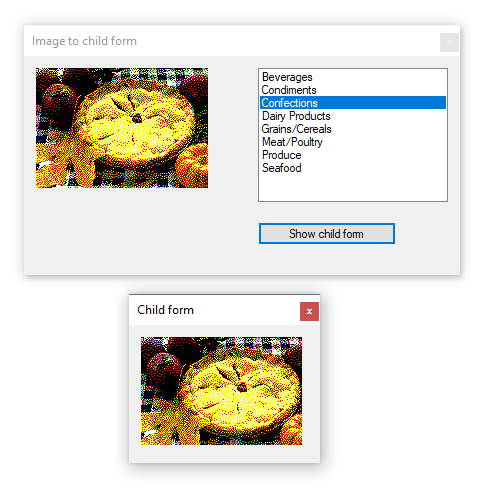 Image to child form
x
Beverages
Condiments
Confections
Dairy Products
Grains/Cereals
Meat/Poultry
Produce
Seafood
Show child form
Child form
x